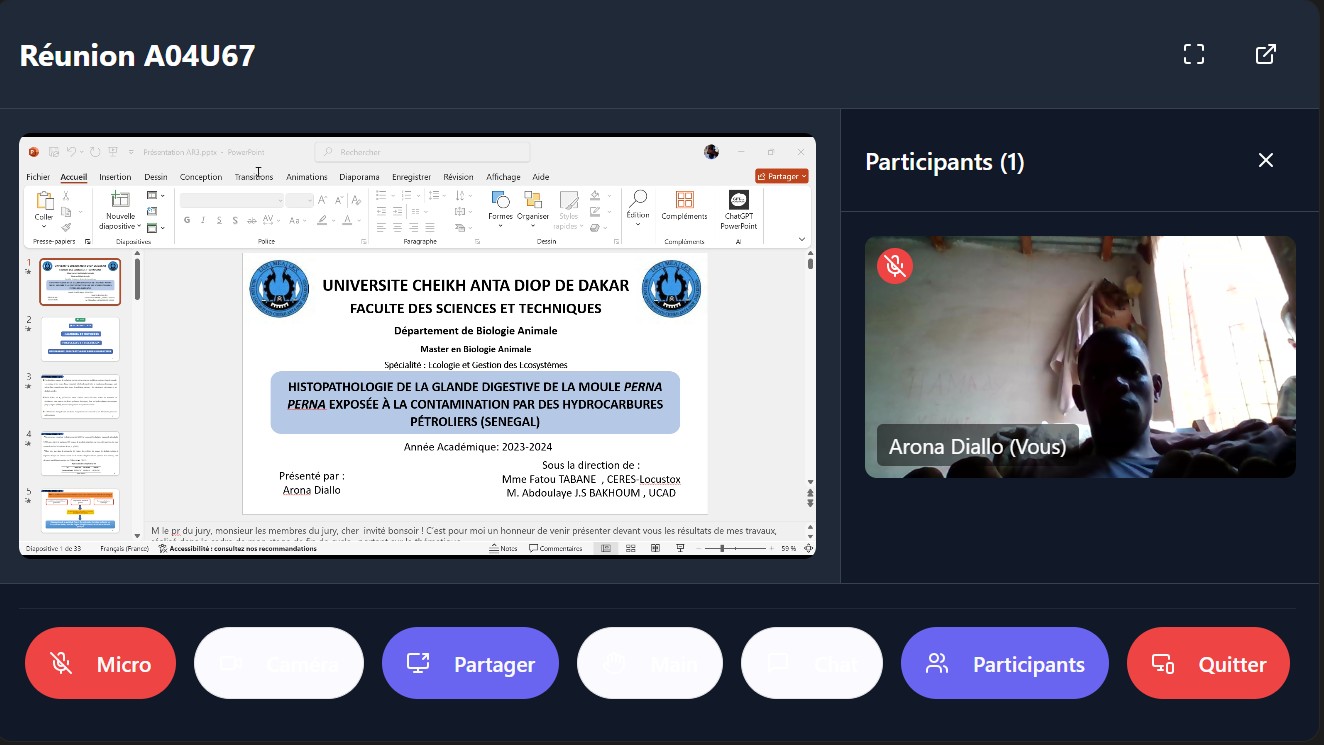 Réunion A04U67
Présentation AR3.pptx - PowerPoint
Rechercher
Fichier Accueil Insertion Dessin Conception Transitions Animations Diaporama Enregistrer Révision Affichage Aide
Partager
Coller
Nouvelle
diapositive
G I S S ab AV Aa A
Formes Organiser Styles
rapides
Édition
Compléments
ChatGPT
PowerPoint
Presse-papiers Diapositives Police Paragraphe Dessin Compléments AI
1
2
3
4
5
UNIVERSITE CHEIKH ANTA DIOP DE DAKAR
FACULTE DES SCIENCES ET TECHNIQUES
Département de Biologie Animale
Master en Biologie Animale
Spécialité : Ecologie et Gestion des Ecosystèmes
HISTOPATHOLOGIE DE LA GLANDE DIGESTIVE DE LA MOULE PERNA
PERNA EXPOSÉE À LA CONTAMINATION PAR DES HYDROCARBURES
PÉTROLIERS (SENEGAL)
Année Académique: 2023-2024
Présenté par :
Arona Diallo
Sous la direction de :
Mme Fatou TABANE , CERES-Locustox
M. Abdoulaye J.S BAKHOUM , UCAD
M le pr du jury, monsieur les membres du jury, cher invité bonsoir ! C'est pour moi un honneur de venir présenter devant vous les résultats de mes travaux,
Diapositive 1 de 33 Français (France) Accessibilité : consultez nos recommandations Notes Commentaires 59 %
Participants (1)
Arona Diallo (Vous)
Micro
Caméra
Partager
Main
Chat
Participants
Quitter